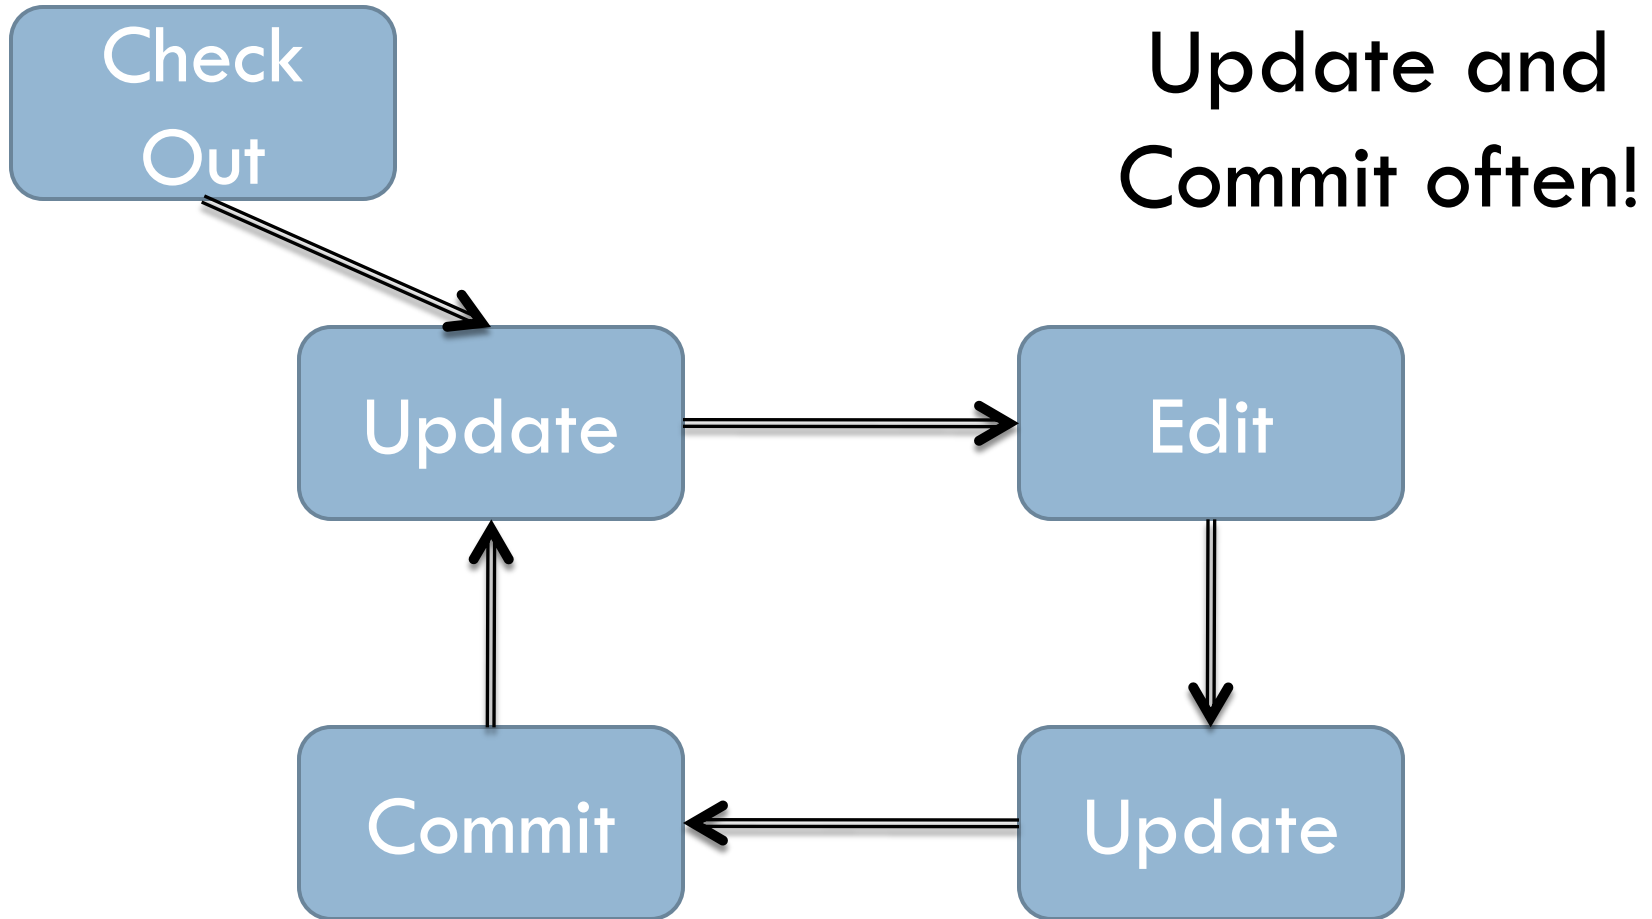 Check
Out
Update and
Commit often!
Update
Edit
Commit
Update